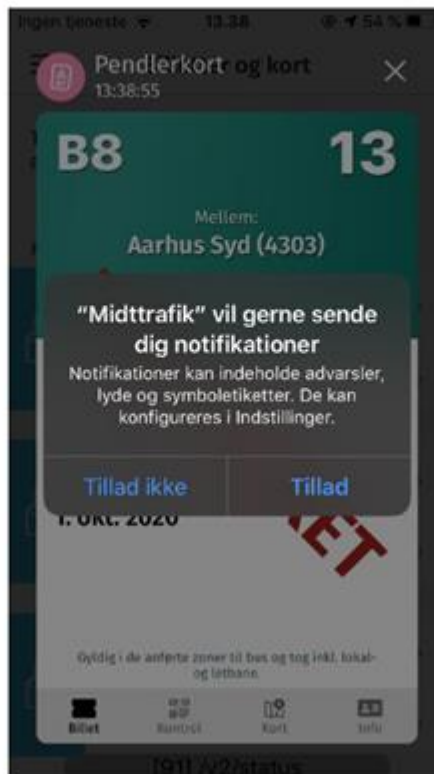 Ingen tjeneste 13.38 54 %
Pendlerkort og kort
13:38:55
B8 13
Mellem:
Aarhus Syd (4303)
"Midttrafik" vil gerne sende
dig notifikationer
Notifikationer kan indeholde advarsler,
lyde og symboletiketter. De kan
konfigureres i Indstillinger.
Tillad ikke Tillad
1. okt. 2020
Gyldig i de anførte zoner til bus og tog inkl. lokal-
og letbane.
Billet Kontrol Kort Info
[91] /v2/status